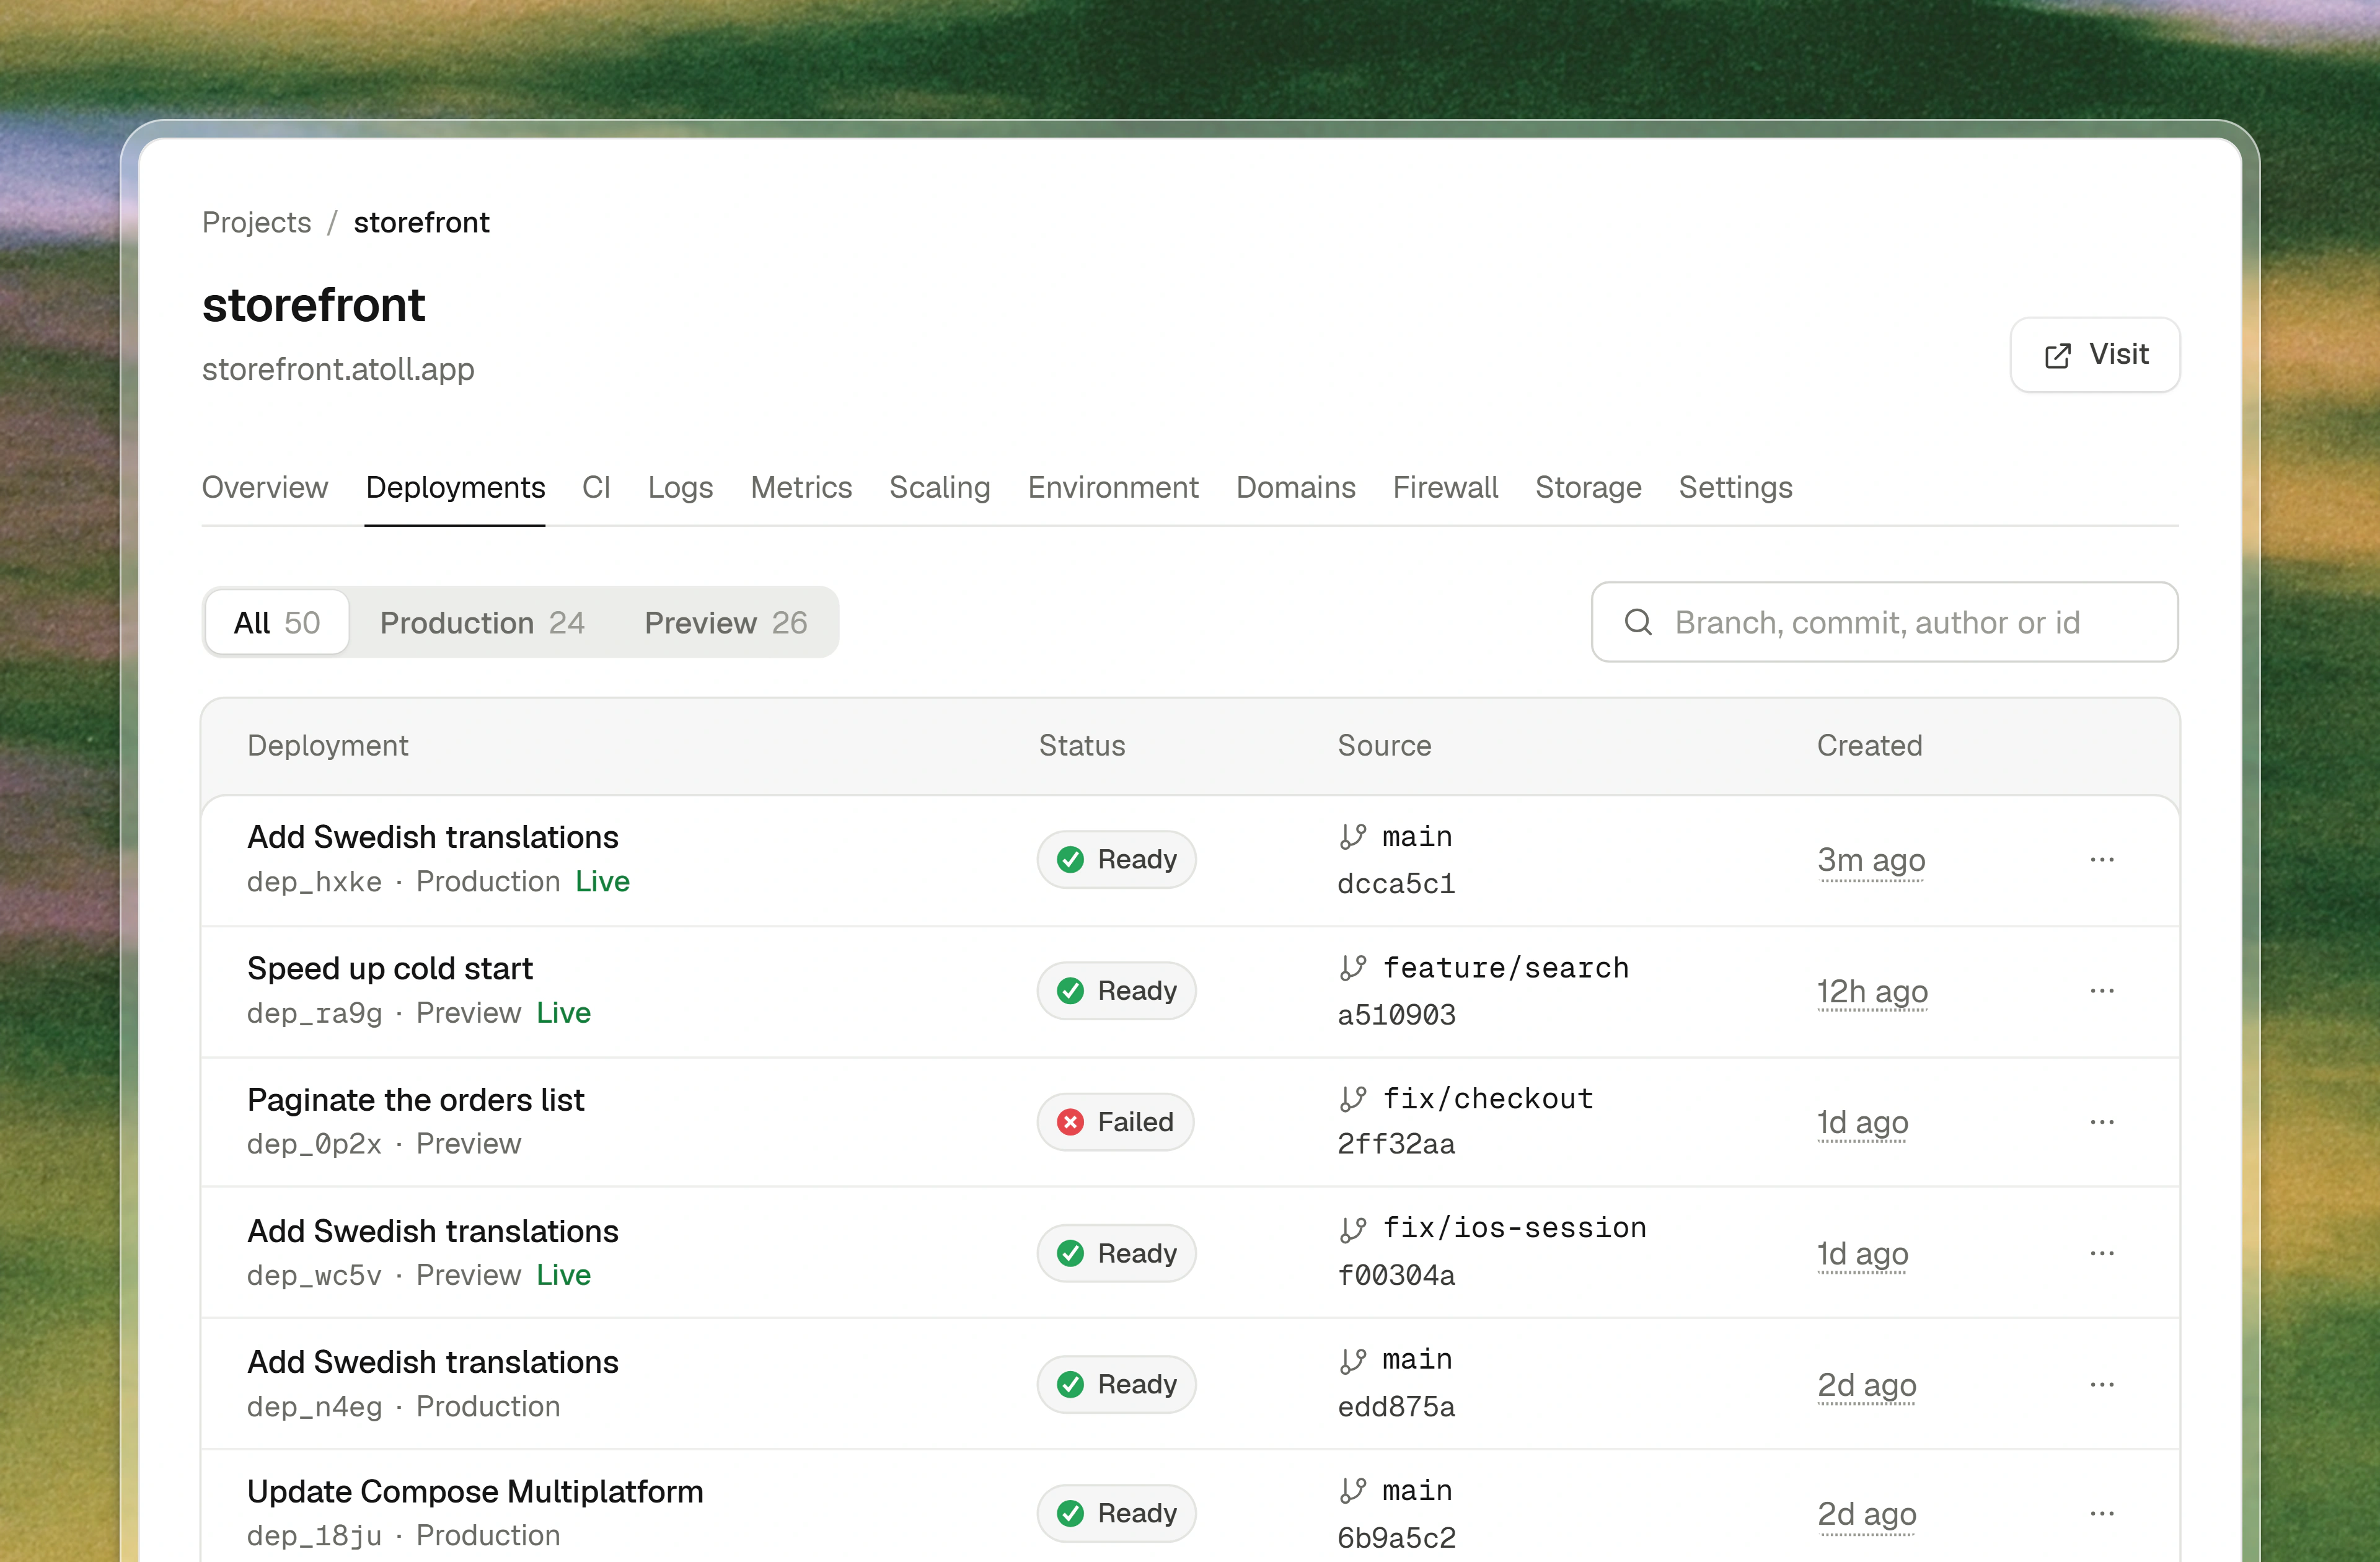 Projects / storefront
storefront
storefront.atoll.app
Visit
Overview Deployments CI Logs Metrics Scaling Environment Domains Firewall Storage Settings
All 50 Production 24 Preview 26
Branch, commit, author or id
Deployment Status Source Created
Add Swedish translations
dep_hxke · Production Live
Ready
main
dcca5c1
3m ago
Speed up cold start
dep_ra9g · Preview Live
Ready
feature/search
a510903
12h ago
Paginate the orders list
dep_0p2x · Preview
Failed
fix/checkout
2ff32aa
1d ago
Add Swedish translations
dep_wc5v · Preview Live
Ready
fix/ios-session
f00304a
1d ago
Add Swedish translations
dep_n4eg · Production
Ready
main
edd875a
2d ago
Update Compose Multiplatform
dep_18ju · Production
Ready
main
6b9a5c2
2d ago